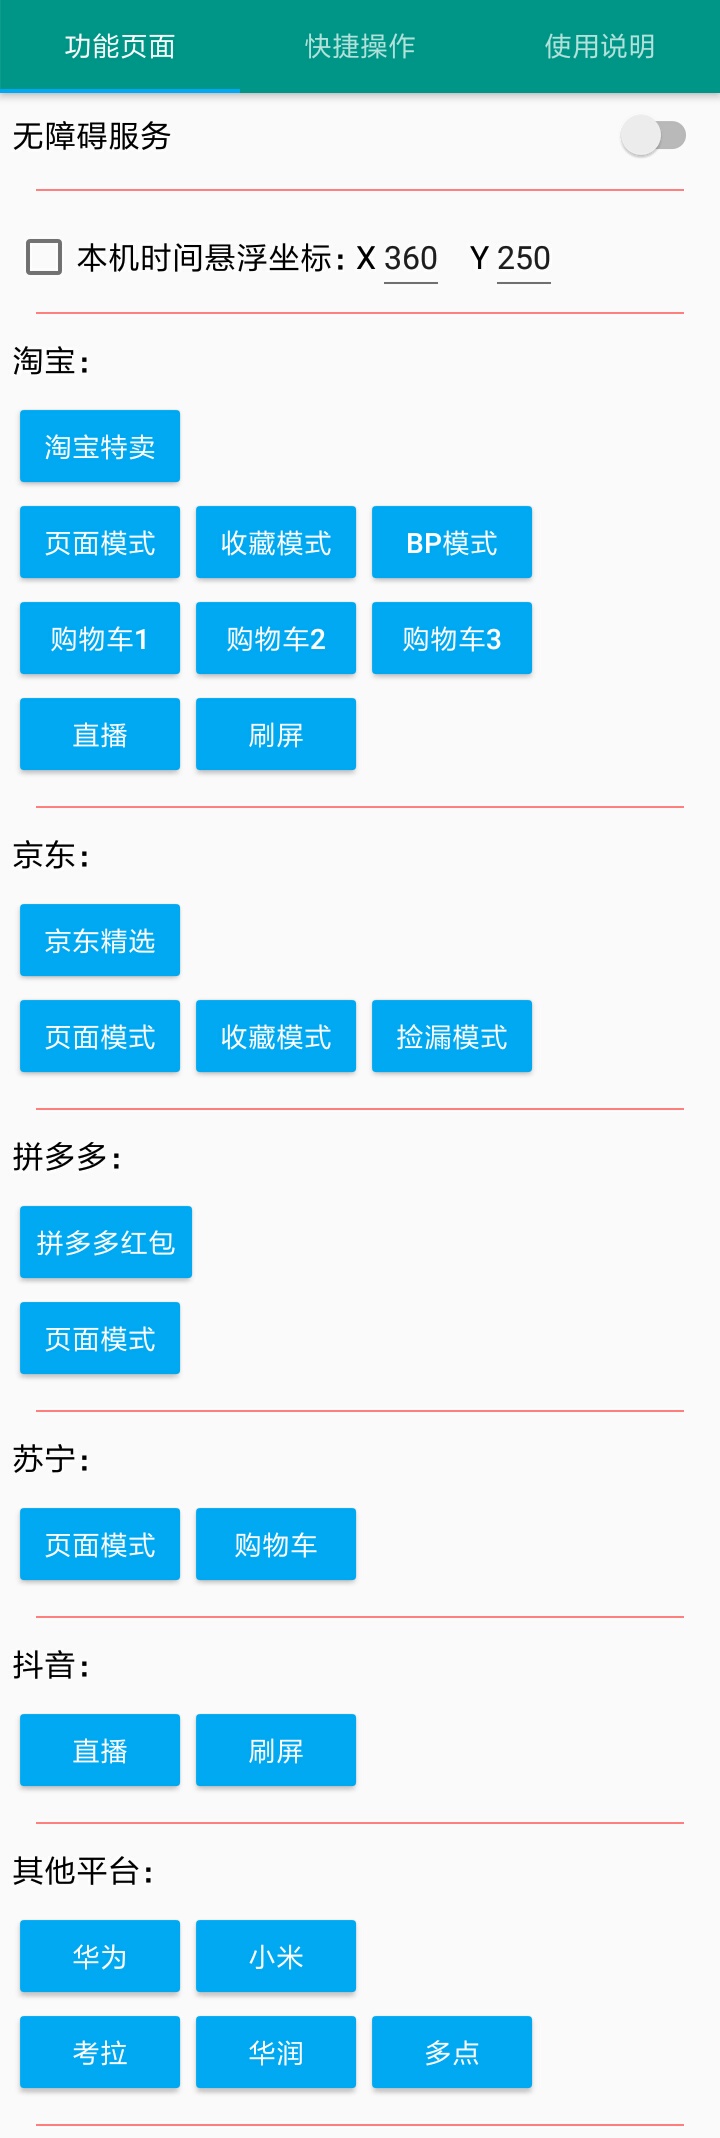 功能页面 快捷操作 使用说明
无障碍服务
本机时间悬浮坐标: X 360 Y 250
淘宝:
淘宝特卖
页面模式 收藏模式 BP模式
购物车1 购物车2 购物车3
直播 刷屏
京东:
京东精选
页面模式 收藏模式 捡漏模式
拼多多:
拼多多红包
页面模式
苏宁:
页面模式 购物车
抖音:
直播 刷屏
其他平台:
华为 小米
考拉 华润 多点